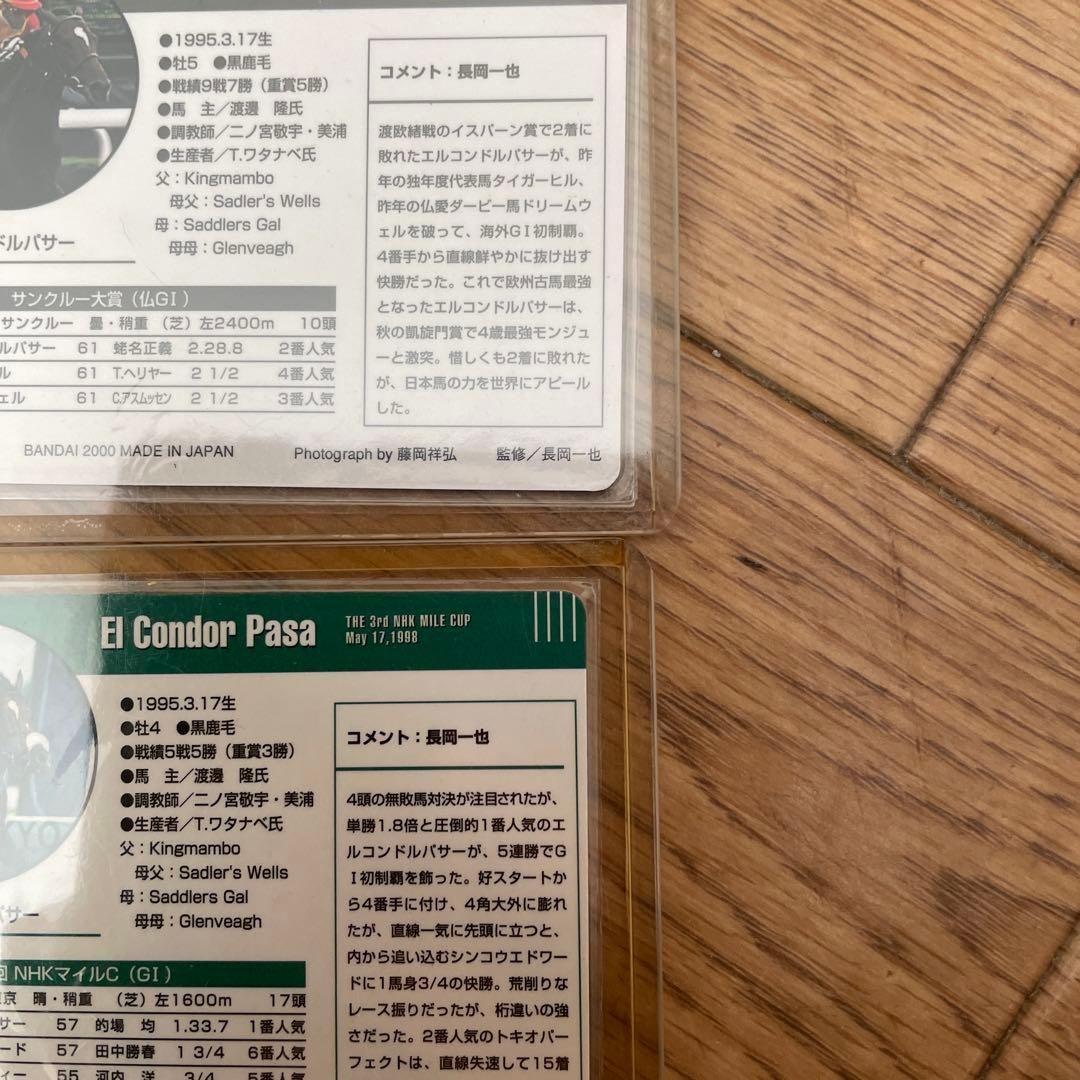 ●1995.3.17生
●牡5 ●黒鹿毛
●戦績9戦7勝（重賞5勝）
●馬 主／渡邊 隆氏
●調教師／二ノ宮敬宇・美浦
●生産者／T.ワタナベ氏
父：Kingmambo
母父：Sadler's Wells
母：Saddlers Gal
母母：Glenveagh
ドルパサー
サンクルー大賞（仏GⅠ）
サンクルー 曇・稍重 （芝）左2400m 10頭
ルパサー 61 蛯名正義 2.28.8 2番人気
ル 61 T.ヘリヤー 2 1/2 4番人気
ェル 61 C.アスムッセン 2 1/2 3番人気
コメント：長岡一也
渡欧緒戦のイスパーン賞で2着に
敗れたエルコンドルパサーが、昨
年の独年度代表馬タイガーヒル、
昨年の仏愛ダービー馬ドリームウ
ェルを破って、海外GⅠ初制覇。
4番手から直線鮮やかに抜け出す
快勝だった。これで欧州古馬最強
となったエルコンドルパサーは、
秋の凱旋門賞で4歳最強モンジュ
ーと激突。惜しくも2着に敗れた
が、日本馬の力を世界にアピール
した。
BANDAI 2000 MADE IN JAPAN Photograph by 藤岡祥弘 監修／長岡一也
El Condor Pasa
THE 3rd NHK MILE CUP
May 17,1998
●1995.3.17生
●牡4 ●黒鹿毛
●戦績5戦5勝（重賞3勝）
●馬 主／渡邊 隆氏
●調教師／二ノ宮敬宇・美浦
●生産者／T.ワタナベ氏
父：Kingmambo
母父：Sadler's Wells
母：Saddlers Gal
母母：Glenveagh
パサー
回 NHKマイルC（GⅠ）
京 晴・稍重 （芝）左1600m 17頭
サー 57 的場 均 1.33.7 1番人気
ード 57 田中勝春 1 3/4 6番人気
ィー 55 河内 洋 3/4 5番人気
コメント：長岡一也
4頭の無敗馬対決が注目されたが、
単勝1.8倍と圧倒的1番人気のエ
ルコンドルパサーが、5連勝でG
Ⅰ初制覇を飾った。好スタートか
ら4番手に付け、4角大外に膨れ
たが、直線一気に先頭に立つと、
内から追い込むシンコウエドワー
ドに1馬身3/4の快勝。荒削りな
レース振りだったが、桁違いの強
さだった。2番人気のトキオパー
フェクトは、直線失速して15着